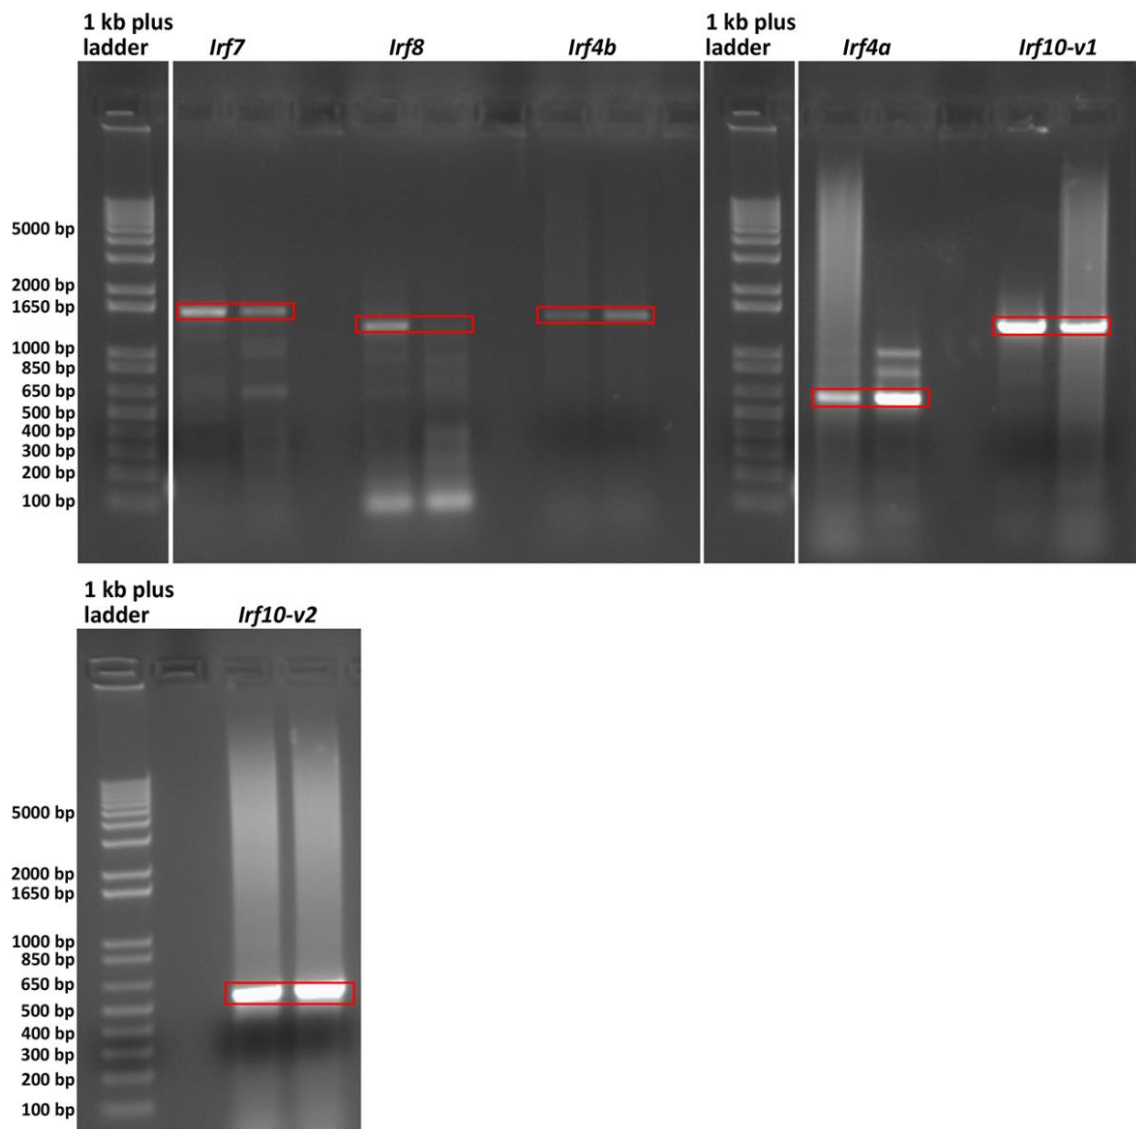 1 kb plus
ladder
Irf7
Irf8
Irf4b
1 kb plus
ladder
Irf4a
Irf10-v1
5000 bp
2000 bp
1650 bp
1000 bp
850 bp
650 bp
500 bp
400 bp
300 bp
200 bp
100 bp
1 kb plus
ladder
Irf10-v2
5000 bp
2000 bp
1650 bp
1000 bp
850 bp
650 bp
500 bp
400 bp
300 bp
200 bp
100 bp